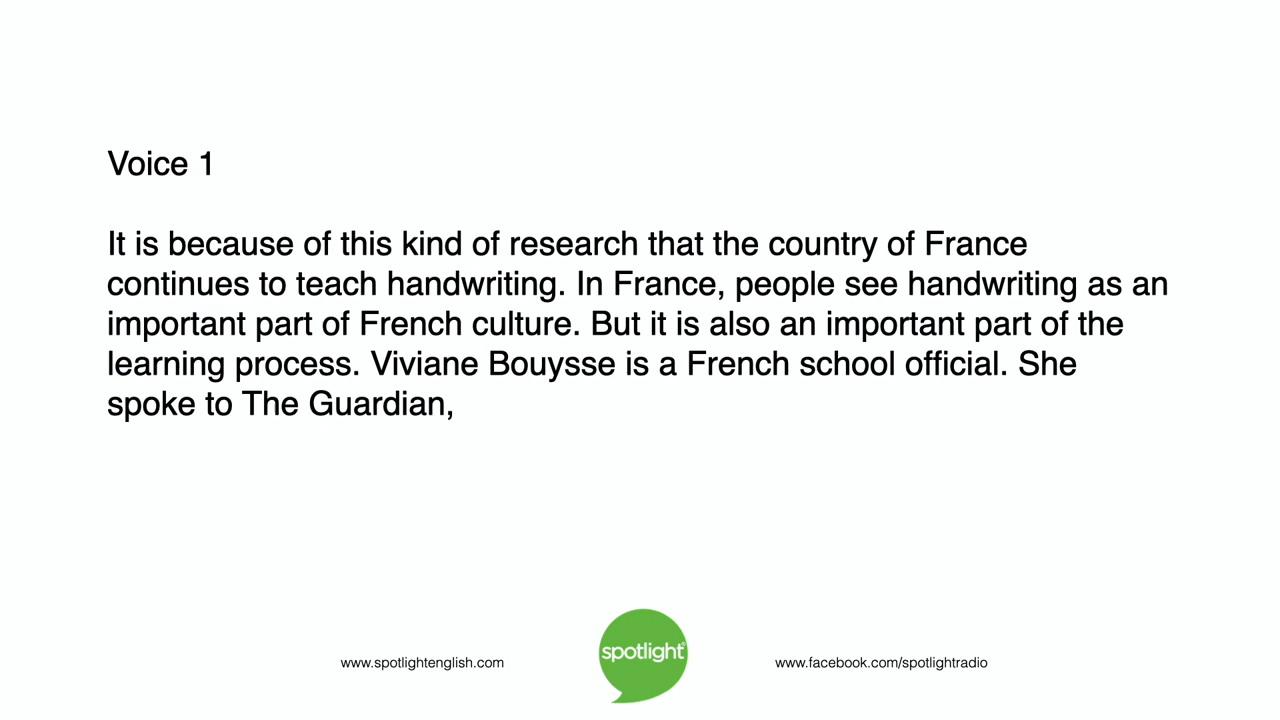 Voice 1
It is because of this kind of research that the country of France
continues to teach handwriting. In France, people see handwriting as an
important part of French culture. But it is also an important part of the
learning process. Viviane Bouysse is a French school official. She
spoke to The Guardian,
www.spotlightenglish.com
spotlight®
www.facebook.com/spotlightradio